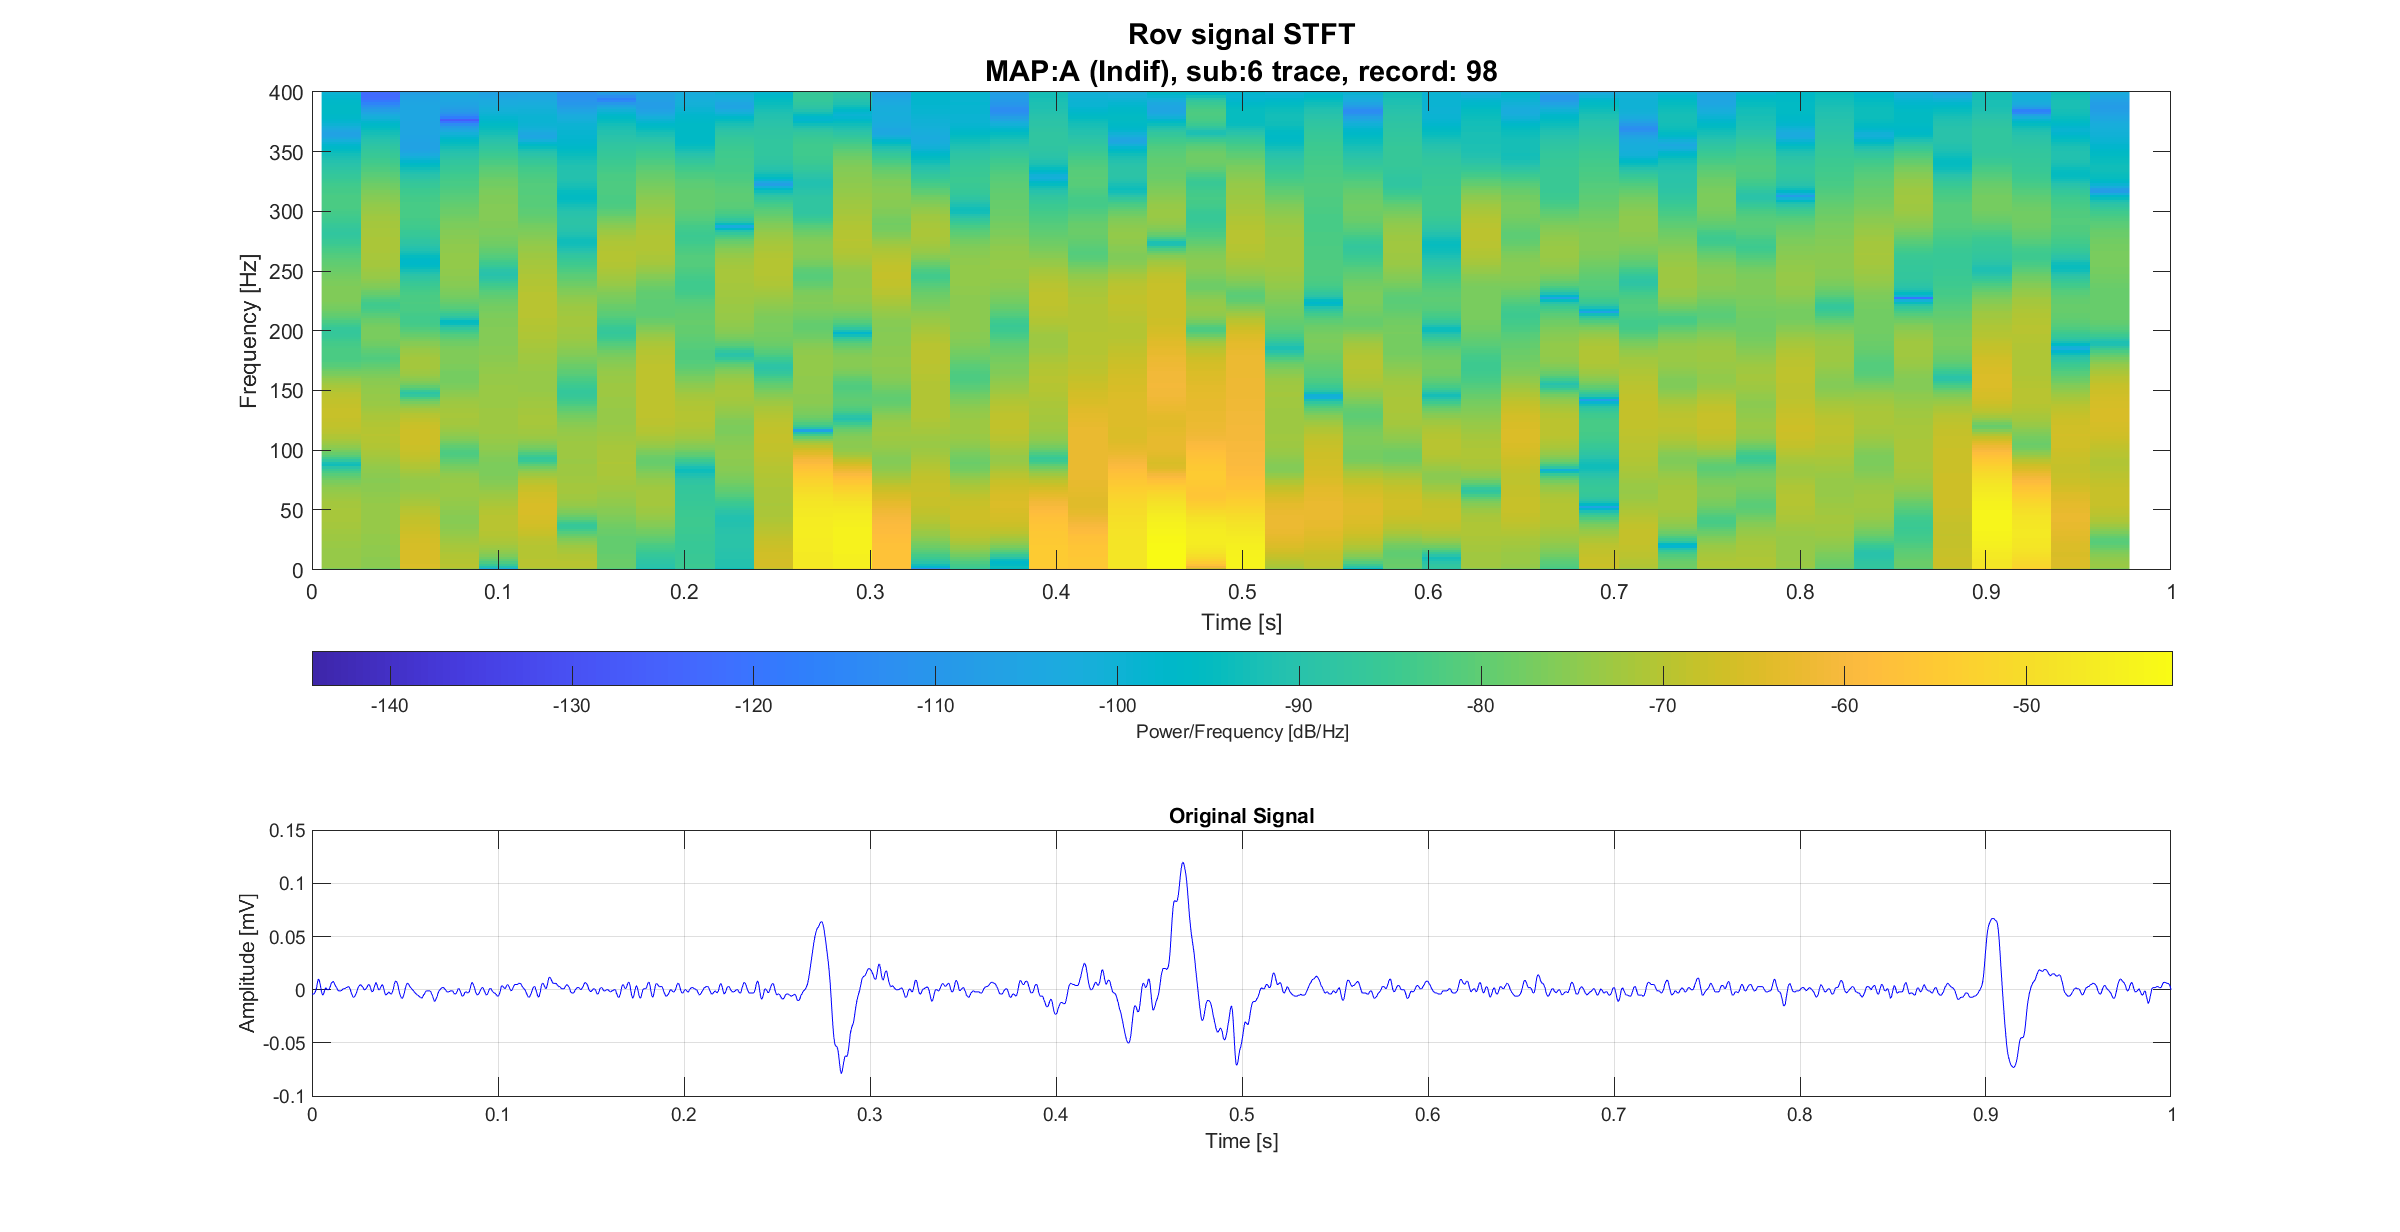 Rov signal STFT
MAP:A (Indif), sub:6 trace, record: 98
400
350
300
250
200
150
100
50
0
Frequency [Hz]
0 0.1 0.2 0.3 0.4 0.5 0.6 0.7 0.8 0.9 1
Time [s]
-140 -130 -120 -110 -100 -90 -80 -70 -60 -50
Power/Frequency [dB/Hz]
Original Signal
0.15
0.1
0.05
0
-0.05
-0.1
Amplitude [mV]
0 0.1 0.2 0.3 0.4 0.5 0.6 0.7 0.8 0.9 1
Time [s]